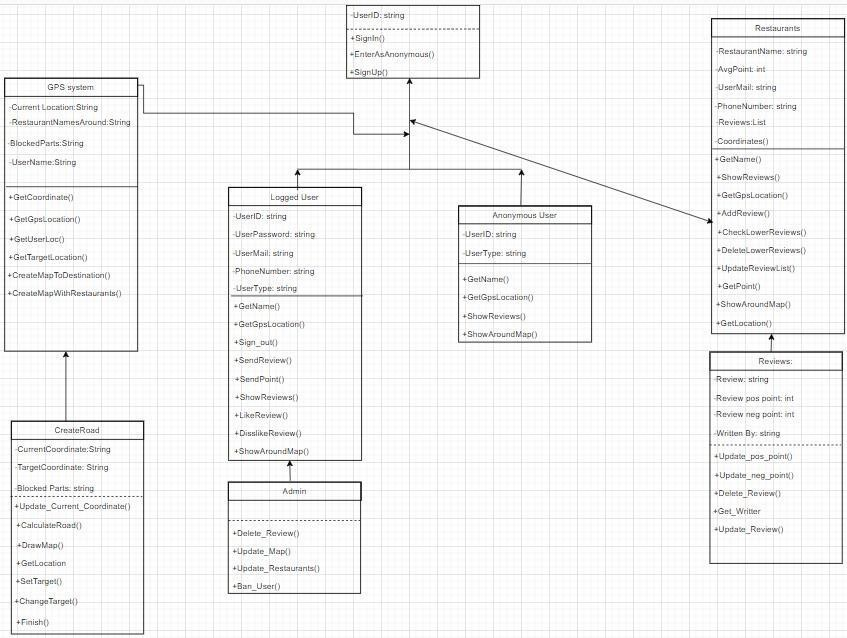 -UserID: string
+SignIn()
+EnterAsAnonymous()
+SignUp()
GPS system
-Current Location:String
-RestaurantNamesAround:String
-BlockedParts:String
-UserName:String
+GetCoordinate()
+GetGpsLocation()
+GetUserLoc()
+GetTargetLocation()
+CreateMapToDestination()
+CreateMapWithRestaurants()
CreateRoad
-CurrentCoordinate:String
-TargetCoordinate: String
-Blocked Parts: string
+Update_Current_Coordinate()
+CalculateRoad()
+DrawMap()
+GetLocation
+SetTarget()
+ChangeTarget()
+Finish()
Logged User
-UserID: string
-UserPassword: string
-UserMail: string
-PhoneNumber: string
-UserType: string
+GetName()
+GetGpsLocation()
+Sign_out()
+SendReview()
+SendPoint()
+ShowReviews()
+LikeReview()
+DisslikeReview()
+ShowAroundMap()
Admin
+Delete_Review()
+Update_Map()
+Update_Restaurants()
+Ban_User()
Anonymous User
-UserID: string
-UserType: string
+GetName()
+GetGpsLocation()
+ShowReviews()
+ShowAroundMap()
Restaurants
-RestaurantName: string
-AvgPoint: int
-UserMail: string
-PhoneNumber: string
-Reviews:List
-Coordinates()
+GetName()
+ShowReviews()
+GetGpsLocation()
+AddReview()
+CheckLowerReviews()
+DeleteLowerReviews()
+UpdateReviewList()
+GetPoint()
+ShowAroundMap()
+GetLocation()
Reviews:
-Review: string
-Review pos point: int
-Review neg point: int
-Written By: string
+Update_pos_point()
+Update_neg_point()
+Delete_Review()
+Get_Writter
+Update_Review()